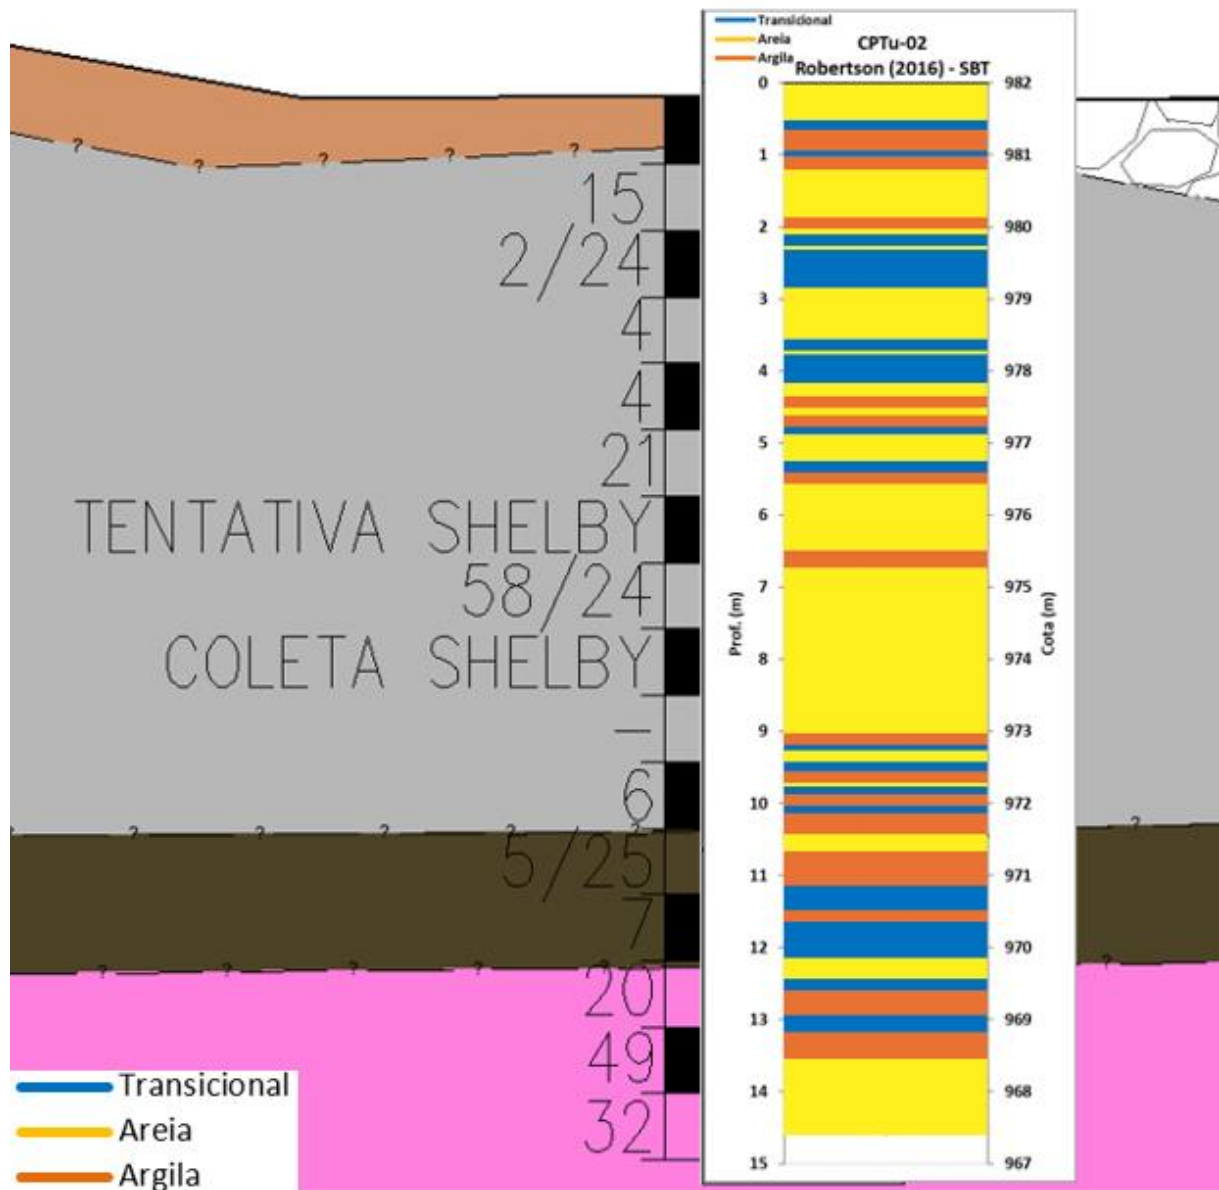 Transicional
Areia
Argila
CPTu-02
Robertson (2016) - SBT
0 982
1 981
2 980
3 979
4 978
5 977
6 976
7 975
8 974
9 973
10 972
11 971
12 970
13 969
14 968
15 967
Prof. (m)
Cota (m)
? ? ? ? ?
15
2/24
4
4
21
TENTATIVA SHELBY
58/24
COLETA SHELBY
–
6
? ? ? ? ? ? ?
5/25
7
? ? ? ? ? ?
20
49
32
Transicional
Areia
Argila